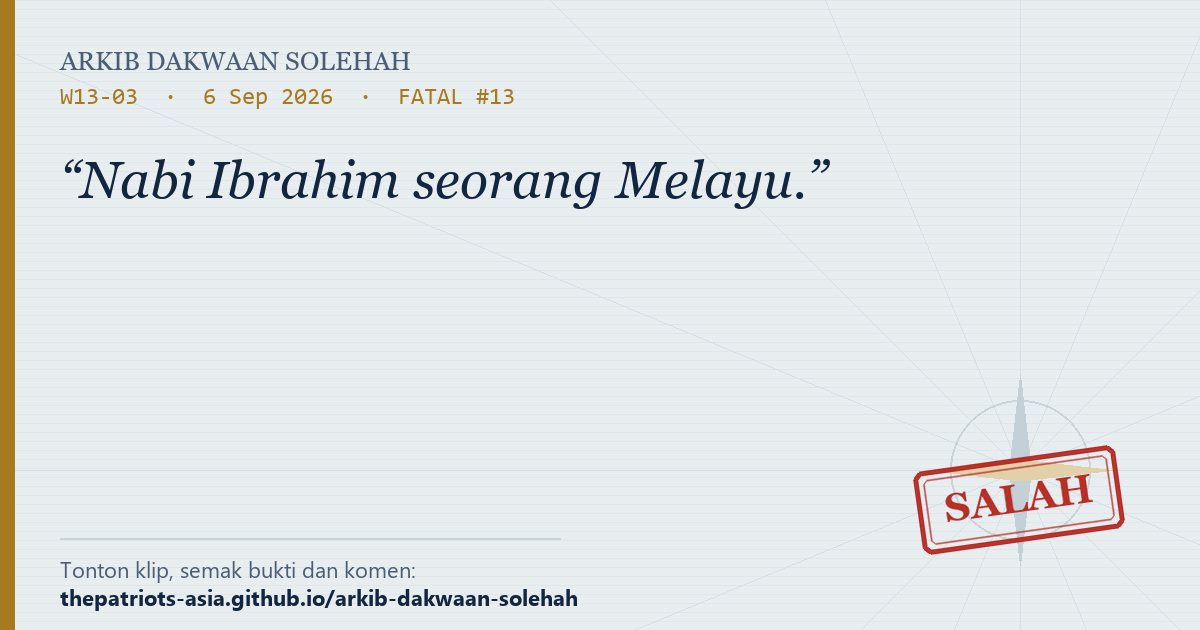 ARKIB DAKWAAN SOLEHAH
W13-03 · 6 Sep 2026 · FATAL #13
“Nabi Ibrahim seorang Melayu.”
SALAH
Tonton klip, semak bukti dan komen:
thepatriots-asia.github.io/arkib-dakwaan-solehah